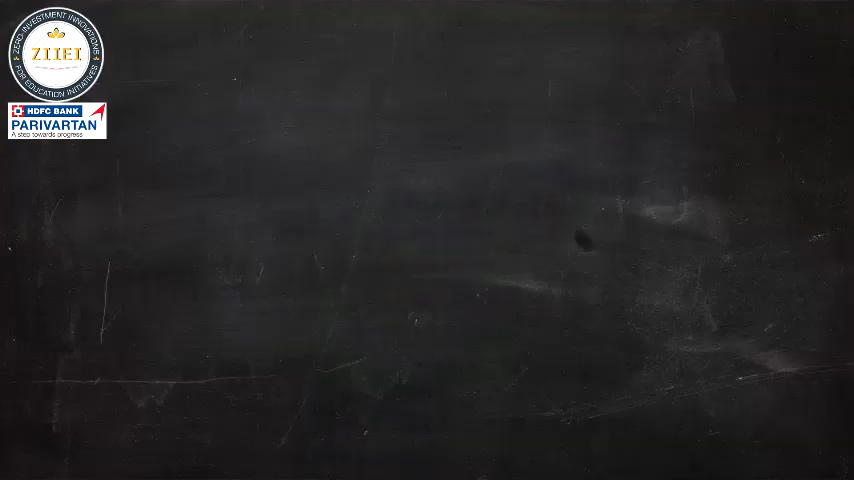 ZERO-INVESTMENT INNOVATIONS
ZIIEI
FOR EDUCATION INITIATIVES
HDFC BANK
PARIVARTAN
A step towards progress